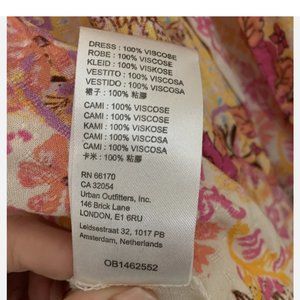 DRESS : 100% VISCOSE
ROBE : 100% VISCOSE
KLEID : 100% VISKOSE
VESTITO : 100% VISCOSA
VESTIDO : 100% VISCOSA
裙子 : 100% 粘膠
CAMI : 100% VISCOSE
CAMI : 100% VISCOSE
KAMI : 100% VISKOSE
CAMI : 100% VISCOSA
CAMI : 100% VISCOSA
卡米 : 100% 粘膠
RN 66170
CA 32054
Urban Outfitters, Inc.
146 Brick Lane
LONDON, E1 6RU
Leidsestraat 32, 1017 PB
Amsterdam, Netherlands
OB1462552